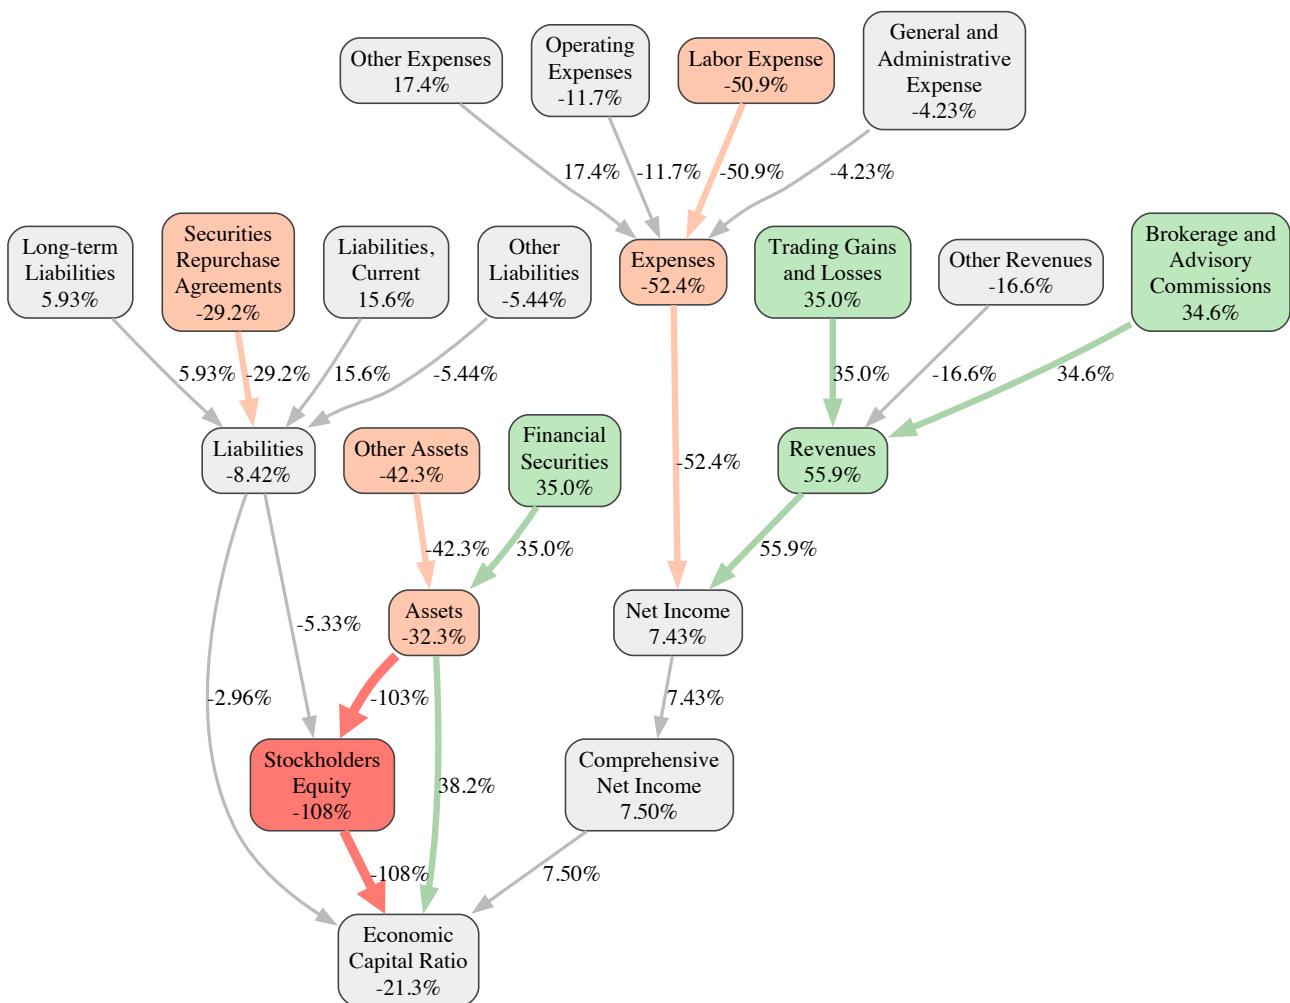 Other Expenses
17.4%
Operating
Expenses
-11.7%
Labor Expense
-50.9%
General and
Administrative
Expense
-4.23%
17.4%
-11.7%
-50.9%
-4.23%
Long-term
Liabilities
5.93%
Securities
Repurchase
Agreements
-29.2%
Liabilities,
Current
15.6%
Other
Liabilities
-5.44%
Expenses
-52.4%
Trading Gains
and Losses
35.0%
Other Revenues
-16.6%
Brokerage and
Advisory
Commissions
34.6%
5.93%
-29.2%
15.6%
-5.44%
35.0%
-16.6%
34.6%
Liabilities
-8.42%
Other Assets
-42.3%
Financial
Securities
35.0%
-52.4%
Revenues
55.9%
-42.3%
35.0%
55.9%
Assets
-32.3%
Net Income
7.43%
-5.33%
-2.96%
-103%
7.43%
Stockholders
Equity
-108%
38.2%
Comprehensive
Net Income
7.50%
-108%
7.50%
Economic
Capital Ratio
-21.3%